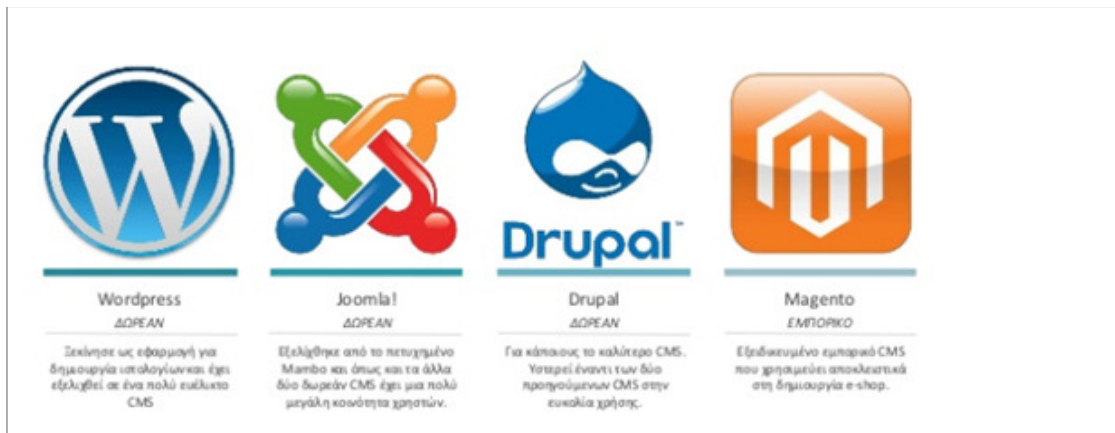 Drupal™
Wordpress
ΔΩΡΕΑΝ
Ξεκίνησε ως εφαρμογή για
δημιουργία ιστολογίων και έχει
εξελιχθεί σε ένα πολύ ευέλικτο
CMS
Joomla!
ΔΩΡΕΑΝ
Εξελίχθηκε από το πετυχημένο
Mambo και όπως και τα άλλα
δύο δωρεάν CMS έχει μια πολύ
μεγάλη κοινότητα χρηστών.
Drupal
ΔΩΡΕΑΝ
Για κάποιους το καλύτερο CMS.
Υστερεί έναντι των δύο
προηγούμενων CMS στην
ευκολία χρήσης.
Magento
ΕΜΠΟΡΙΚΟ
Εξειδικευμένο εμπορικό CMS
που χρησιμεύει αποκλειστικά
στη δημιουργία e-shop.